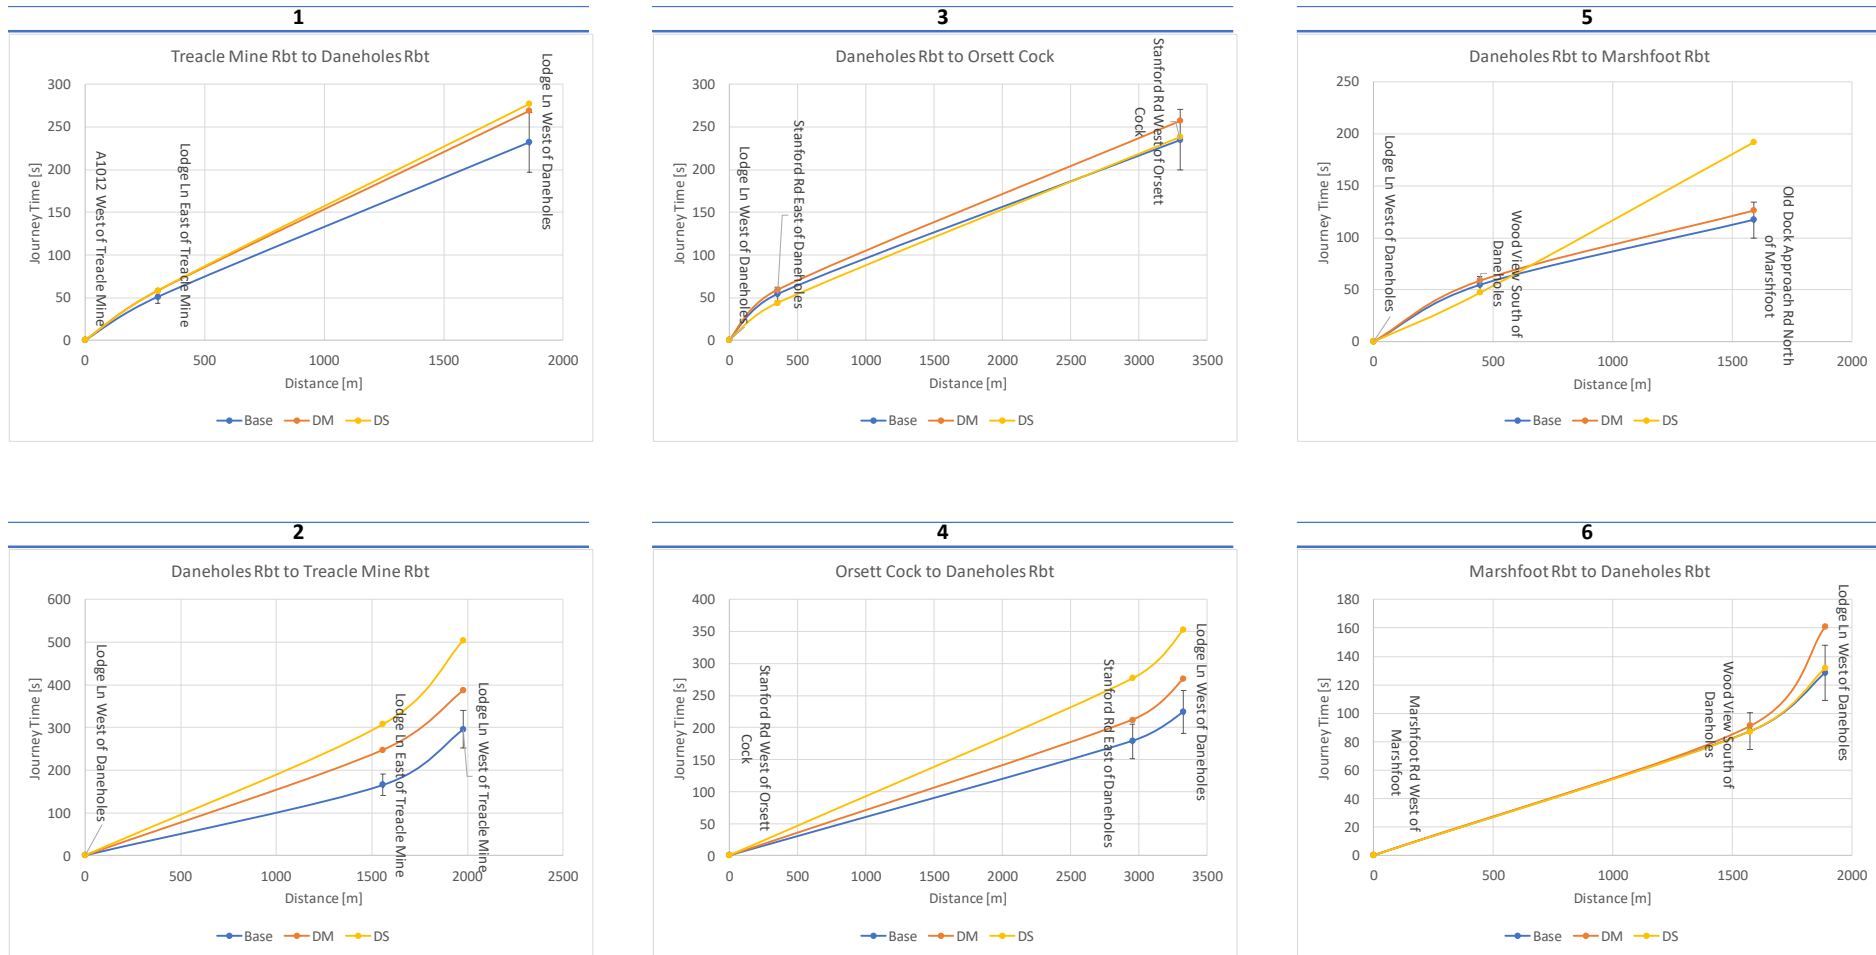 1
Treacle Mine Rbt to Daneholes Rbt
Journey Time [s]
300
250
200
150
100
50
0
0 500 1000 1500 2000
Distance [m]
A1012 West of Treacle Mine
Lodge Ln East of Treacle Mine
Lodge Ln West of Daneholes
Base DM DS
3
Daneholes Rbt to Orsett Cock
Journey Time [s]
300
250
200
150
100
50
0
0 500 1000 1500 2000 2500 3000 3500
Distance [m]
Lodge Ln West of Daneholes
Stanford Rd East of Daneholes
Stanford Rd West of Orsett
Cock
Base DM DS
5
Daneholes Rbt to Marshfoot Rbt
Journey Time [s]
250
200
150
100
50
0
0 500 1000 1500 2000
Distance [m]
Lodge Ln West of Daneholes
Wood View South of
Daneholes
Old Dock Approach Rd North
of Marshfoot
Base DM DS
2
Daneholes Rbt to Treacle Mine Rbt
Journey Time [s]
600
500
400
300
200
100
0
0 500 1000 1500 2000 2500
Distance [m]
Lodge Ln West of Daneholes
Lodge Ln East of Treacle Mine
Lodge Ln West of Treacle Mine
Base DM DS
4
Orsett Cock to Daneholes Rbt
Journey Time [s]
400
350
300
250
200
150
100
50
0
0 500 1000 1500 2000 2500 3000 3500
Distance [m]
Stanford Rd West of Orsett
Cock
Stanford Rd East of Daneholes
Lodge Ln West of Daneholes
Base DM DS
6
Marshfoot Rbt to Daneholes Rbt
Journey Time [s]
180
160
140
120
100
80
60
40
20
0
0 500 1000 1500 2000
Distance [m]
Marshfoot Rd West of
Marshfoot
Wood View South of
Daneholes
Lodge Ln West of Daneholes
Base DM DS